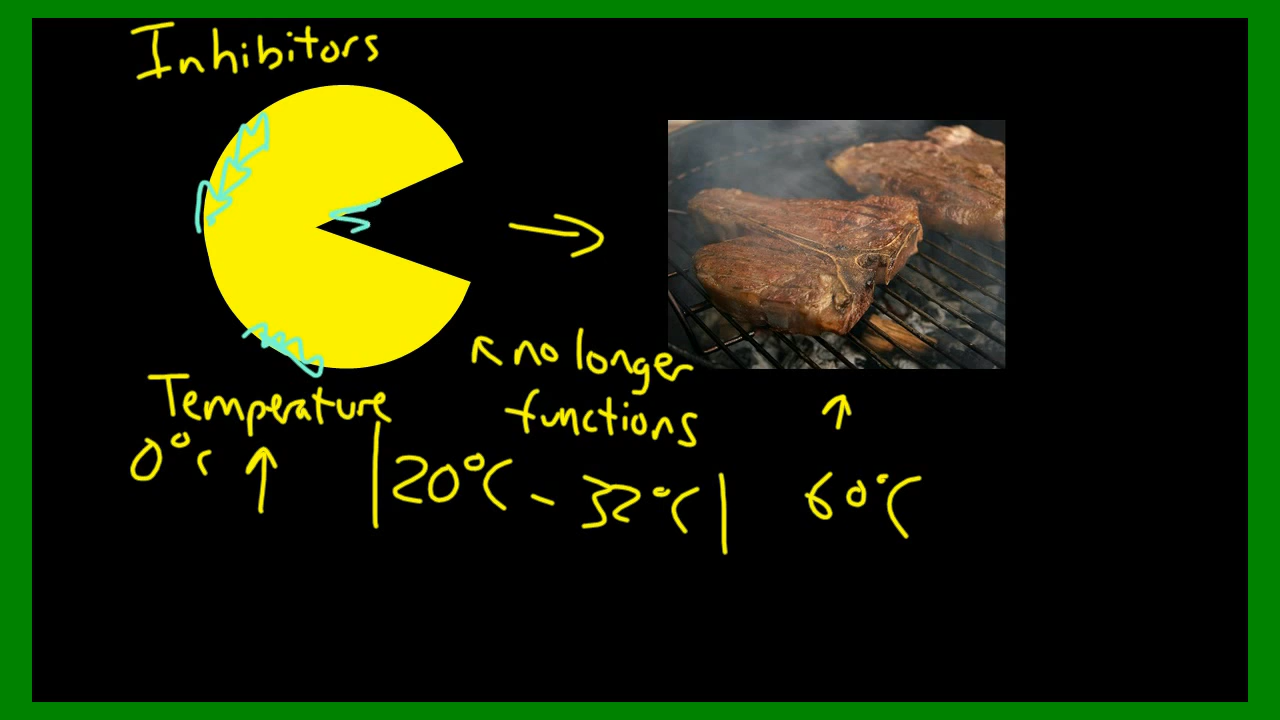 Inhibitors
no longer
functions
Temperature
0°C
20°C - 32°C
60°C